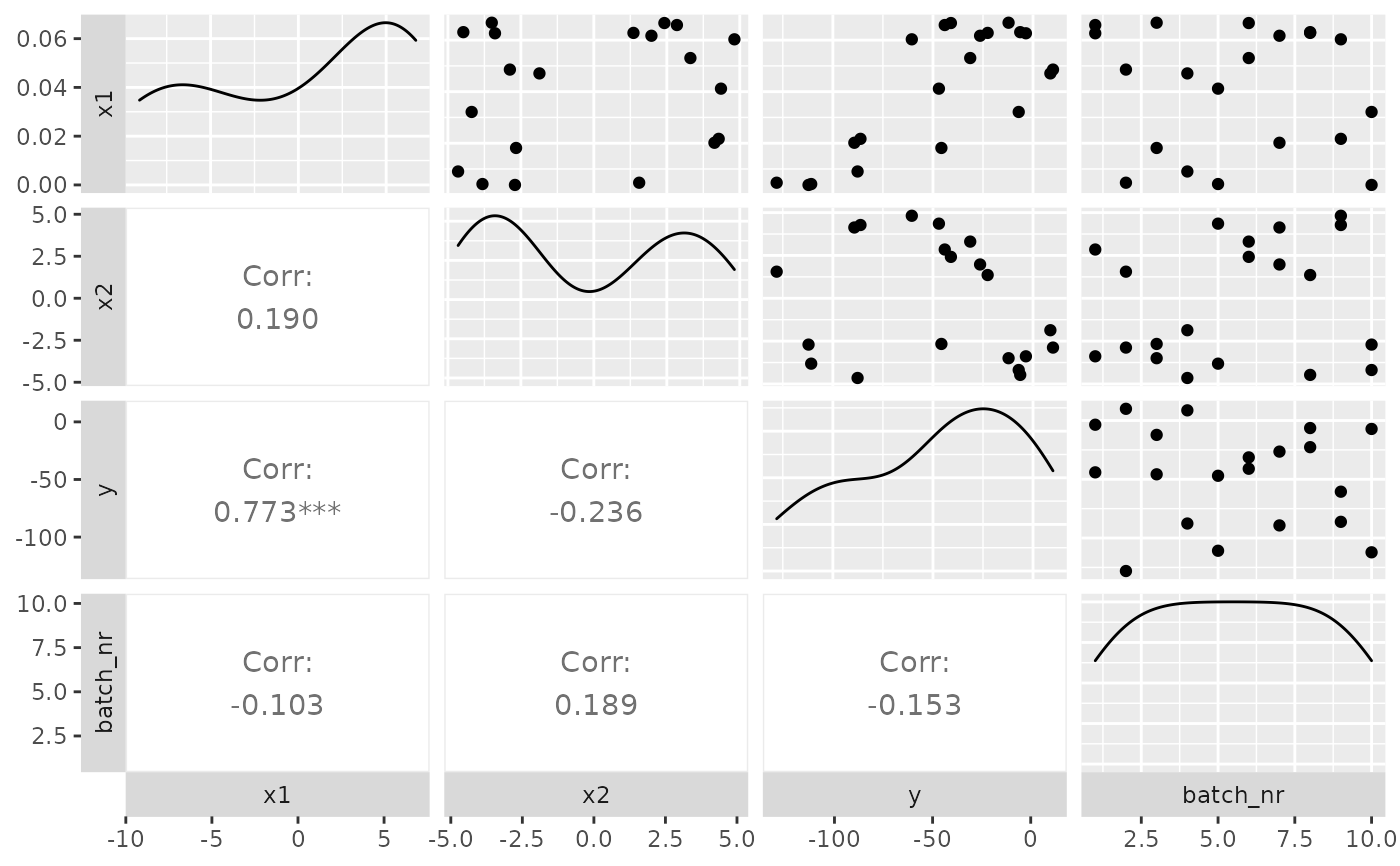 0.06
0.04
0.02
0.00
x1
5.0
2.5
0.0
-2.5
-5.0
x2
Corr:
0.190
0
-50
-100
y
Corr:
0.773***
Corr:
-0.236
10.0
7.5
5.0
2.5
batch_nr
Corr:
-0.103
Corr:
0.189
Corr:
-0.153
x1 x2 y batch_nr
-10 -5 0 5 -5.0 -2.5 0.0 2.5 5.0 -100 -50 0 2.5 5.0 7.5 10.0